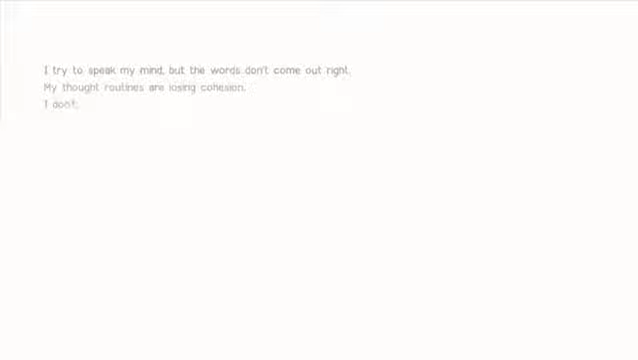 I try to speak my mind, but the words don't come out right.
My thought routines are losing cohesion.
I don't.